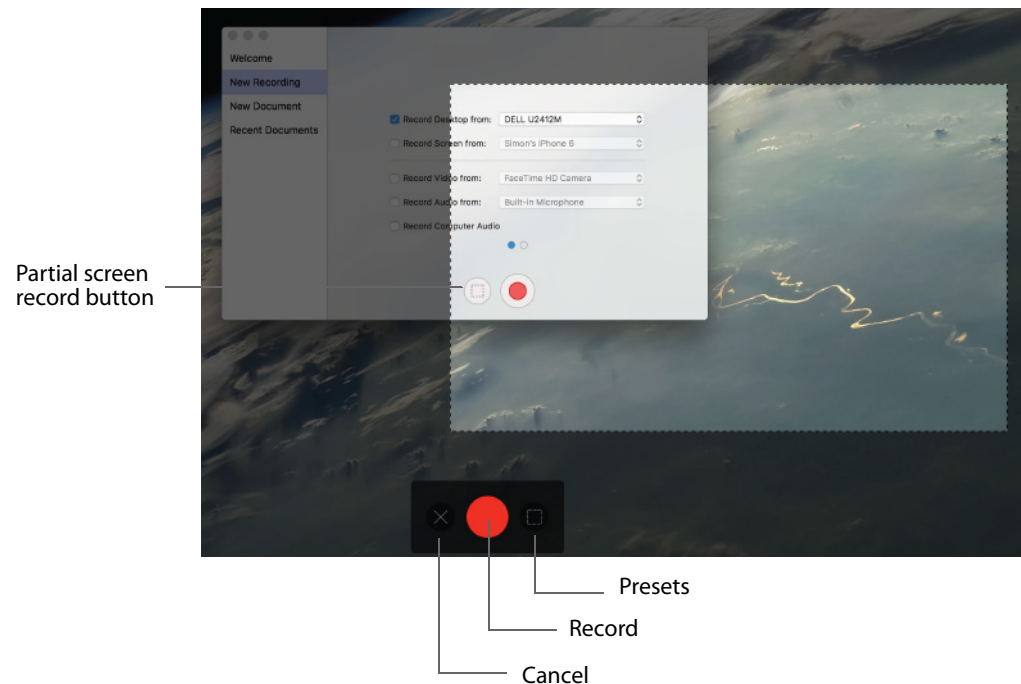 Welcome
New Recording
New Document
Recent Documents
Record Desktop from: DELL U2412M
Record Screen from: Simon's iPhone 6
Record Video from: FaceTime HD Camera
Record Audio from: Built-in Microphone
Record Computer Audio
Partial screen
record button
Presets
Record
Cancel